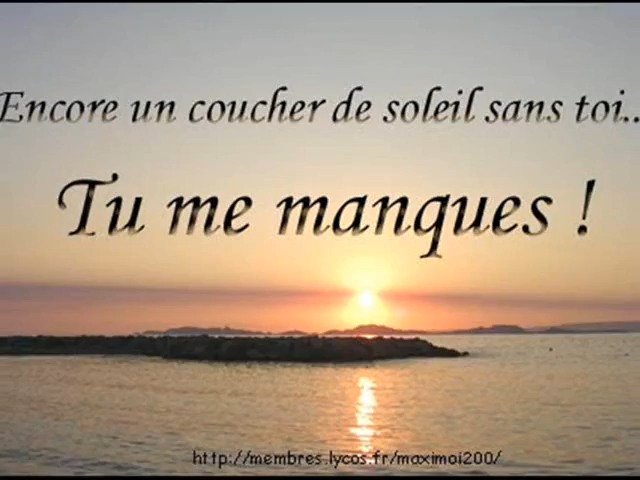 Encore un coucher de soleil sans toi..
Tu me manques !
http://membres.lycos.fr/maximoi200/